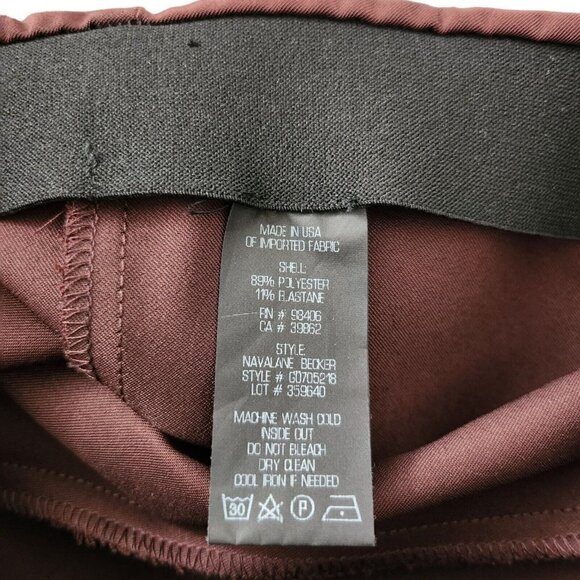 MADE IN USA
OF IMPORTED FABRIC
SHELL:
89% POLYESTER
11% ELASTANE
RN # 98406
CA # 39862
STYLE:
NAVALANE BECKER
STYLE # G0705218
LOT # 359640
MACHINE WASH COLD
INSIDE OUT
DO NOT BLEACH
DRY CLEAN
COOL IRON IF NEEDED
30 P